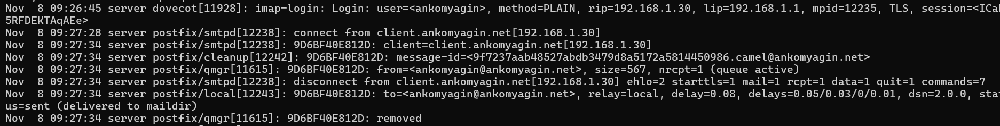 Nov  8 09:26:45 server dovecot[11928]: imap-login: Login: user=<ankomyagin>, method=PLAIN, rip=192.168.1.30, lip=192.168.1.1, mpid=12235, TLS, session=<ICa
5RFDEKTAqAEe>
Nov  8 09:27:28 server postfix/smtpd[12238]: connect from client.ankomyagin.net[192.168.1.30]
Nov  8 09:27:34 server postfix/smtpd[12238]: 9D6BF40E812D: client=client.ankomyagin.net[192.168.1.30]
Nov  8 09:27:34 server postfix/cleanup[12242]: 9D6BF40E812D: message-id=<9f7237aab48527abdb3479d8a5172a5814450986.camel@ankomyagin.net>
Nov  8 09:27:34 server postfix/qmgr[11615]: 9D6BF40E812D: from=<ankomyagin@ankomyagin.net>, size=567, nrcpt=1 (queue active)
Nov  8 09:27:34 server postfix/smtpd[12238]: disconnect from client.ankomyagin.net[192.168.1.30] ehlo=2 starttls=1 mail=1 rcpt=1 data=1 quit=1 commands=7
Nov  8 09:27:34 server postfix/local[12243]: 9D6BF40E812D: to=<ankomyagin@ankomyagin.net>, relay=local, delay=0.08, delays=0.05/0.03/0/0.01, dsn=2.0.0, stat
us=sent (delivered to maildir)
Nov  8 09:27:34 server postfix/qmgr[11615]: 9D6BF40E812D: removed